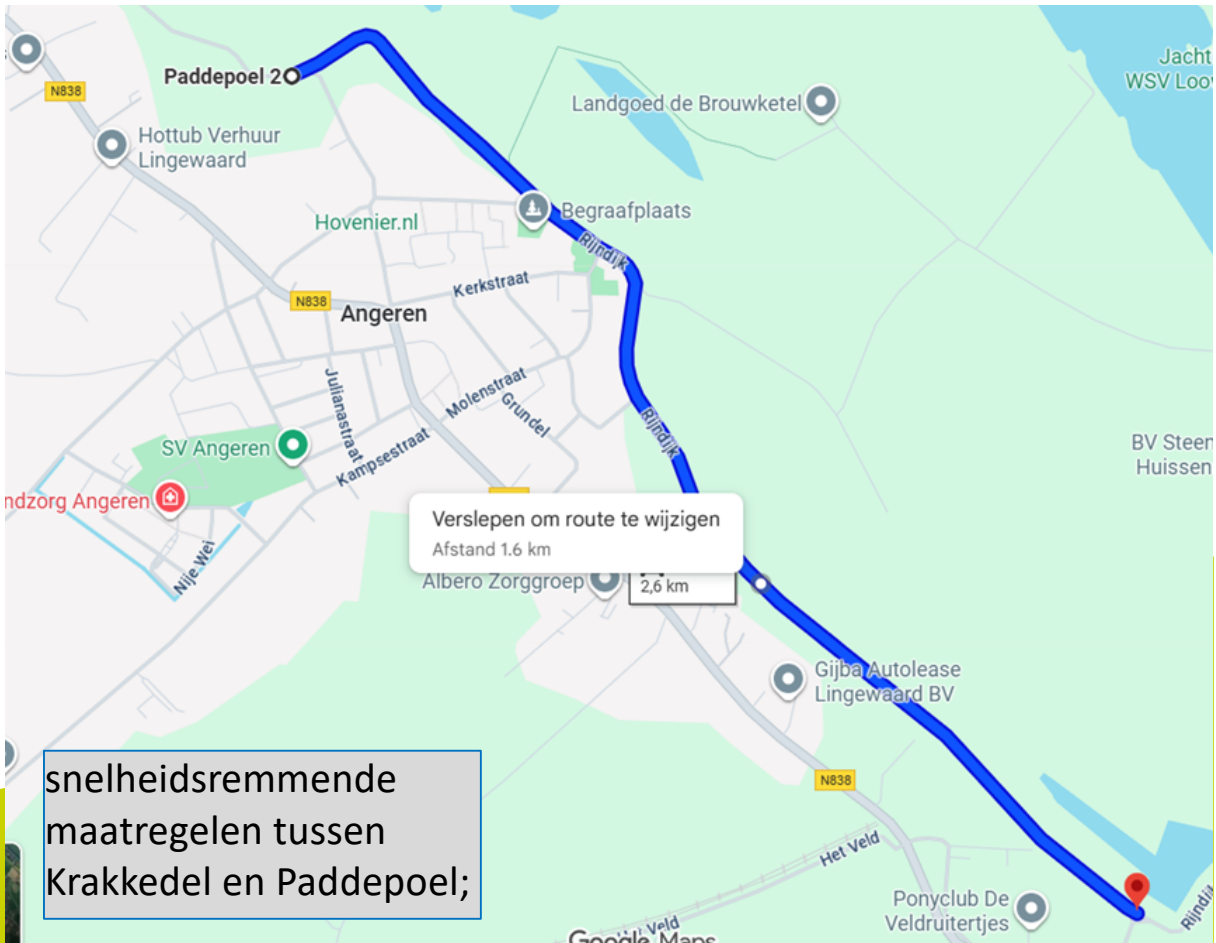 Jacht
WSV Loov
Paddepoel 2
N838
Landgoed de Brouwketel
Hottub Verhuur
Lingewaard
Hovenier.nl
Begraafplaats
Rijndijk
Kerkstraat
N838
Angeren
Julianastraat
Molenstraat
Grundel
Rijndijk
SV Angeren
Kampsestraat
BV Steen
Huissen
ndzorg Angeren
Verslepen om route te wijzigen
Afstand 1.6 km
Nije Wei
Albero Zorggroep
2,6 km
Gijba Autolease
Lingewaard BV
N838
snelheidsremmende
maatregelen tussen
Krakkedel en Paddepoel;
Het Veld
Ponyclub De
Veldruitertjes
Rijndijk
Veld
Google Maps